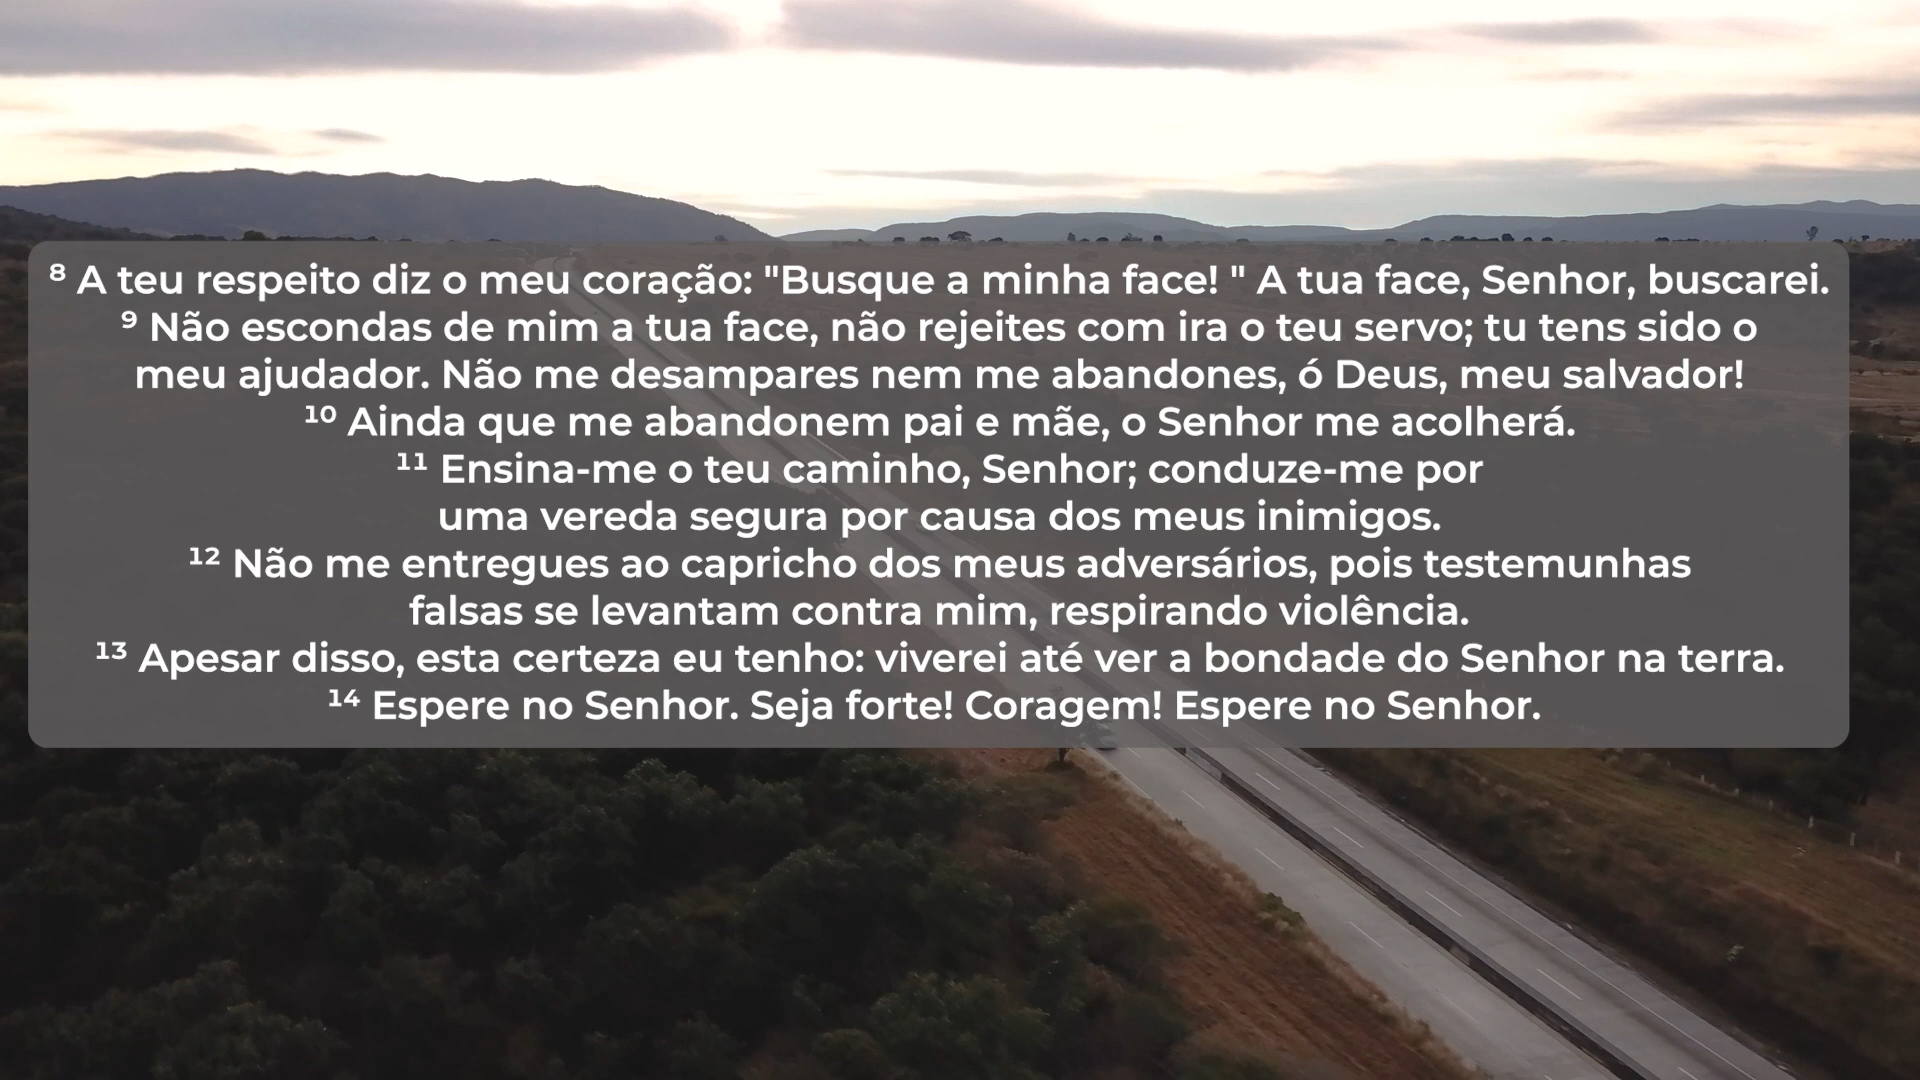 ⁸ A teu respeito diz o meu coração: "Busque a minha face! " A tua face, Senhor, buscarei.
⁹ Não escondas de mim a tua face, não rejeites com ira o teu servo; tu tens sido o
meu ajudador. Não me desampares nem me abandones, ó Deus, meu salvador!
¹⁰ Ainda que me abandonem pai e mãe, o Senhor me acolherá.
¹¹ Ensina-me o teu caminho, Senhor; conduze-me por
uma vereda segura por causa dos meus inimigos.
¹² Não me entregues ao capricho dos meus adversários, pois testemunhas
falsas se levantam contra mim, respirando violência.
¹³ Apesar disso, esta certeza eu tenho: viverei até ver a bondade do Senhor na terra.
¹⁴ Espere no Senhor. Seja forte! Coragem! Espere no Senhor.